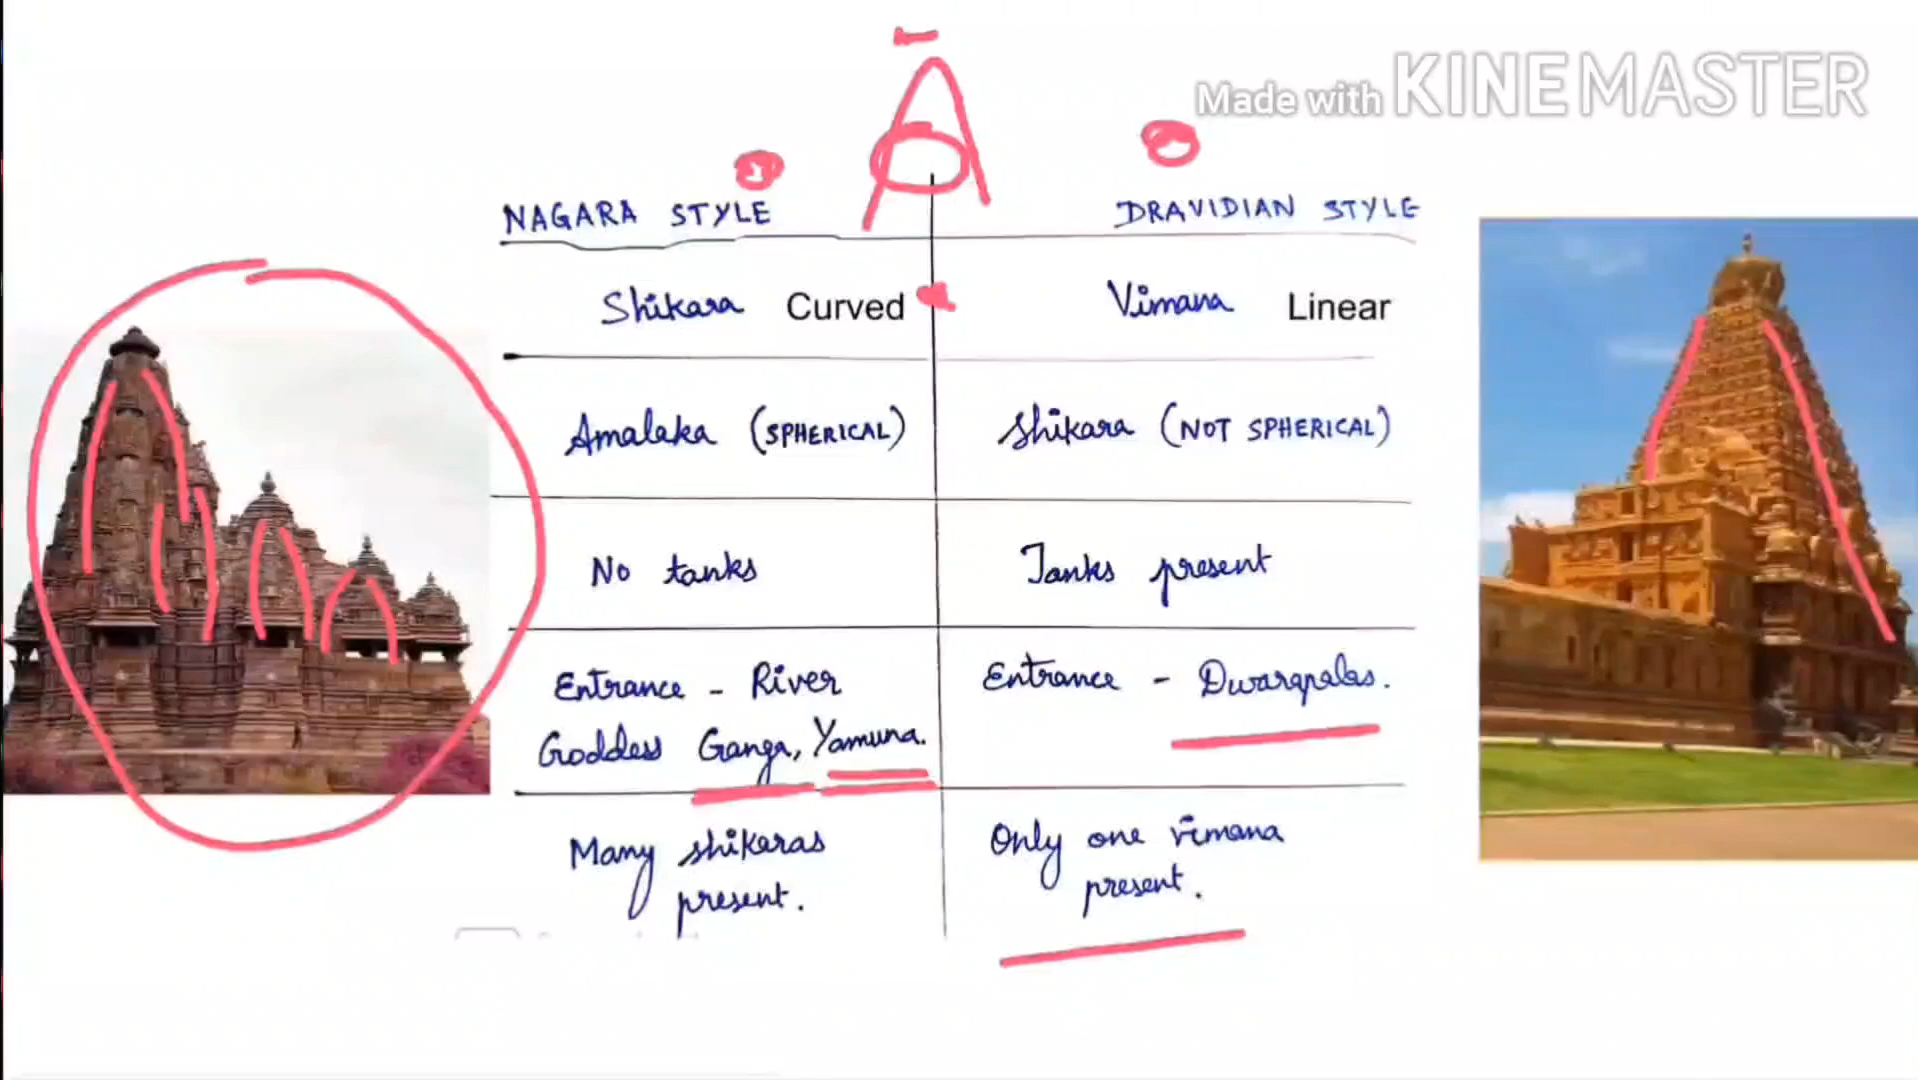 Made with KINEMASTER
NAGARA STYLE
DRAVIDIAN STYLE
Shikara Curved
Vimana Linear
Amalaka (SPHERICAL)
Shikara (NOT SPHERICAL)
No tanks
Tanks present
Entrance - River
Goddess Ganga, Yamuna.
Entrance - Dwarapalas.
Many shikaras
present.
Only one vimana
present.